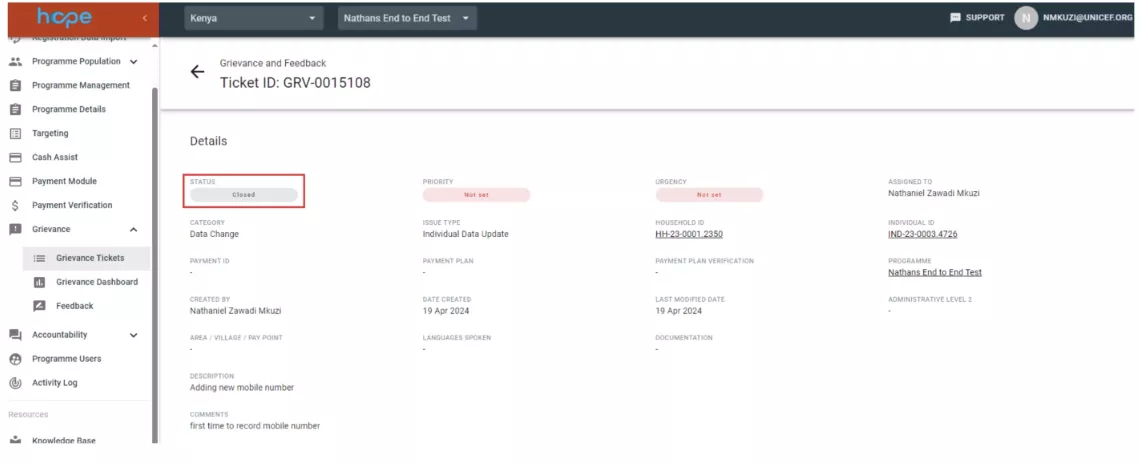 hope
Kenya
Nathans End to End Test
SUPPORT
N
NMKUZI@UNICEF.ORG
Registration Data Import
Programme Population
Programme Management
Programme Details
Targeting
Cash Assist
Payment Module
Payment Verification
Grievance
Grievance Tickets
Grievance Dashboard
Feedback
Accountability
Programme Users
Activity Log
Resources
Knowledge Base
Grievance and Feedback
Ticket ID: GRV-0015108
Details
STATUS
Closed
PRIORITY
Not set
URGENCY
Not set
ASSIGNED TO
Nathaniel Zawadi Mkuzi
CATEGORY
Data Change
ISSUE TYPE
Individual Data Update
HOUSEHOLD ID
HH-23-0001.2350
INDIVIDUAL ID
IND-23-0003.4726
PAYMENT ID
-
PAYMENT PLAN
-
PAYMENT PLAN VERIFICATION
-
PROGRAMME
Nathans End to End Test
CREATED BY
Nathaniel Zawadi Mkuzi
DATE CREATED
19 Apr 2024
LAST MODIFIED DATE
19 Apr 2024
ADMINISTRATIVE LEVEL 2
-
AREA / VILLAGE / PAY POINT
-
LANGUAGES SPOKEN
-
DOCUMENTATION
-
DESCRIPTION
Adding new mobile number
COMMENTS
first time to record mobile number